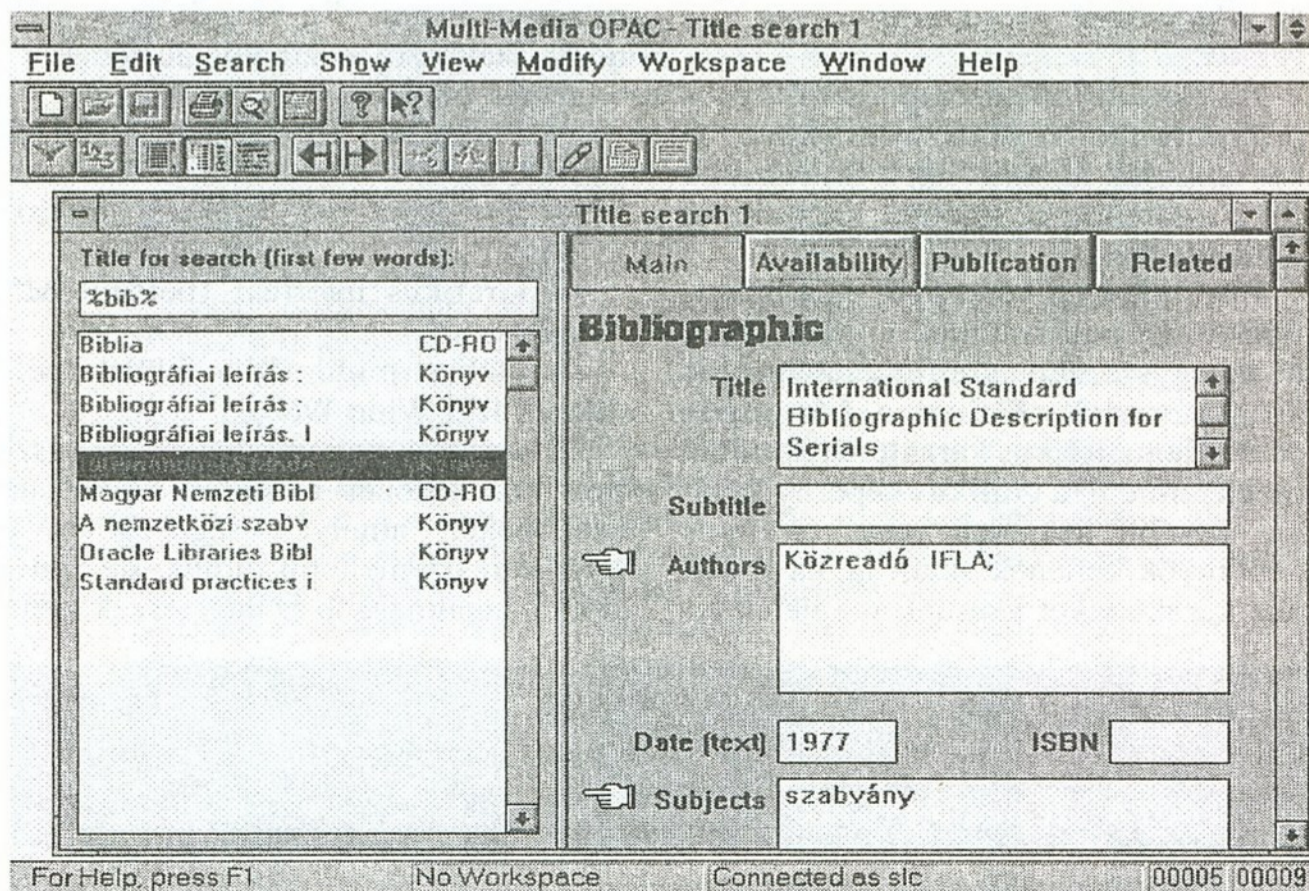 Multi-Media OPAC - Title search 1
File Edit Search Show View Modify Workspace Window Help
Title search 1
Title for search (first few words):
%bib%
Biblia CD-RO
Bibliográfiai leírás : Könyv
Bibliográfiai leírás : Könyv
Bibliográfiai leírás. I Könyv
Magyar Nemzeti Bibl CD-RO
A nemzetközi szabv Könyv
Oracle Libraries Bibl Könyv
Standard practices i Könyv
Main Availability Publication Related
Bibliographic
Title International Standard
Bibliographic Description for
Serials
Subtitle
Authors Közreadó IFLA;
Date (text) 1977 ISBN
Subjects szabvány
For Help, press F1 No Workspace Connected as slc 00005 00009